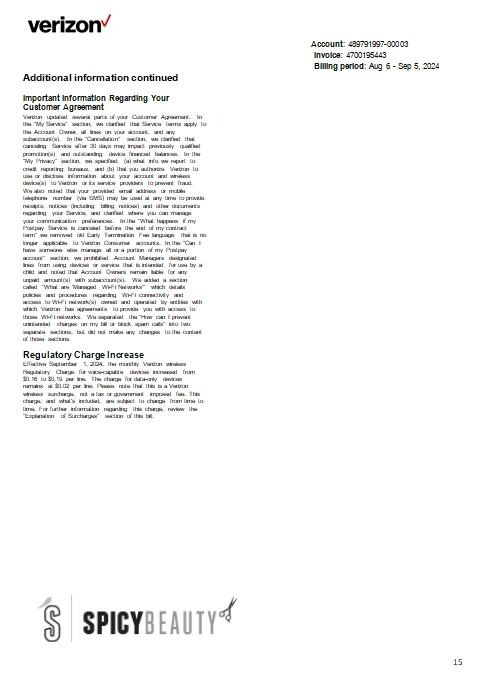 verizon
Account: 489791997-00003
Invoice: 4700195443
Billing period: Aug 6 - Sep 5, 2024
Additional information continued
Important Information Regarding Your
Customer Agreement
Verizon updated several parts of your Customer Agreement. In
the "My Service" section, we clarified that Service terms apply to
the Account Owner, all lines on your account, and any
subaccount(s). In the "Cancellation" section, we clarified that
canceling Service after 30 days may impact previously qualified
promotion(s) and outstanding device financed balances. In the
"My Privacy" section, we specified, (a) what info we report to
credit reporting bureaus, and (b) that you authorize Verizon to
use or disclose information about your account and wireless
device(s) to Verizon or its service providers to prevent fraud.
We also noted that your provided email address or mobile
telephone number (via SMS) may be used at any time to provide
receipts, notices (including billing notices) and other documents
regarding your Service, and clarified where you can manage
your communication preferences. In the "What happens if my
Postpay Service is canceled before the end of my contract
term" we removed old Early Termination Fee language that is no
longer applicable to Verizon Consumer accounts. In the "Can I
have someone else manage all or a portion of my Postpay
account" section, we prohibited Account Managers designated
lines from using devices or service that is intended for use by a
child and noted that Account Owners remain liable for any
unpaid amount(s) with subaccount(s). We added a section
called "What are 'Managed Wi-Fi Networks'" which details
policies and procedures regarding Wi-Fi connectivity and
access to Wi-Fi network(s) owned and operated by entities with
which Verizon has agreements to provide you with access to
those Wi-Fi networks. We separated the "How can I prevent
unintended charges on my bill or block spam calls" into two
separate sections, but did not make any changes to the content
of those sections.
Regulatory Charge Increase
Effective September 1, 2024, the monthly Verizon wireless
Regulatory Charge for voice-capable devices increased from
$0.16 to $0.19 per line. The charge for data-only devices
remains at $0.02 per line. Please note that this is a Verizon
wireless surcharge, not a tax or government imposed fee. This
charge, and what's included, are subject to change from time to
time. For further information regarding this charge, review the
"Explanation of Surcharges" section of this bill.
S SPICYBEAUTY
15